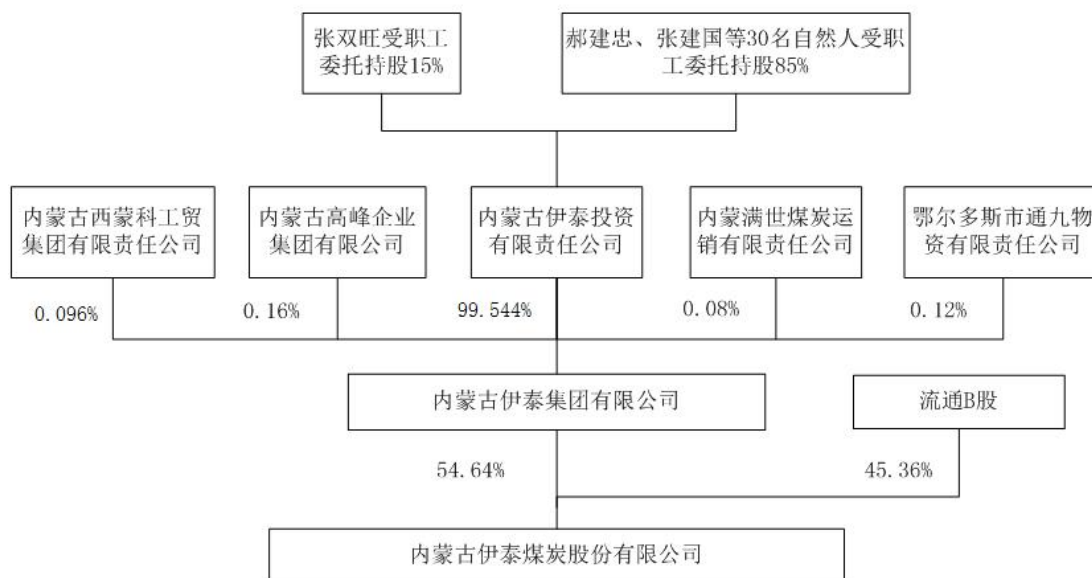 张双旺受职工
委托持股15%
郝建忠、张建国等30名自然人受职
工委托持股85%
内蒙古西蒙科工贸
集团有限责任公司
内蒙古高峰企业
集团有限公司
内蒙古伊泰投资
有限责任公司
内蒙满世煤炭运
销有限责任公司
鄂尔多斯市通九物
资有限责任公司
0.096%
0.16%
99.544%
0.08%
0.12%
内蒙古伊泰集团有限公司
流通B股
54.64%
45.36%
内蒙古伊泰煤炭股份有限公司